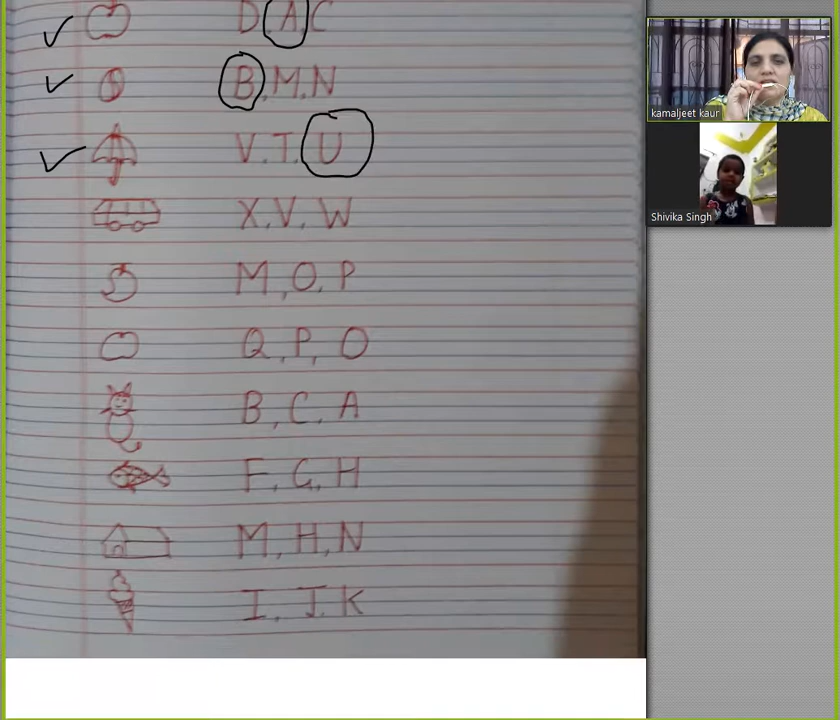 D A C
B, M, N
V, T, U
X, V, W
M, O, P
Q, P, O
B, C, A
F, G, H
M, H, N
I, J, K
kamaljeet kaur
Shivika Singh